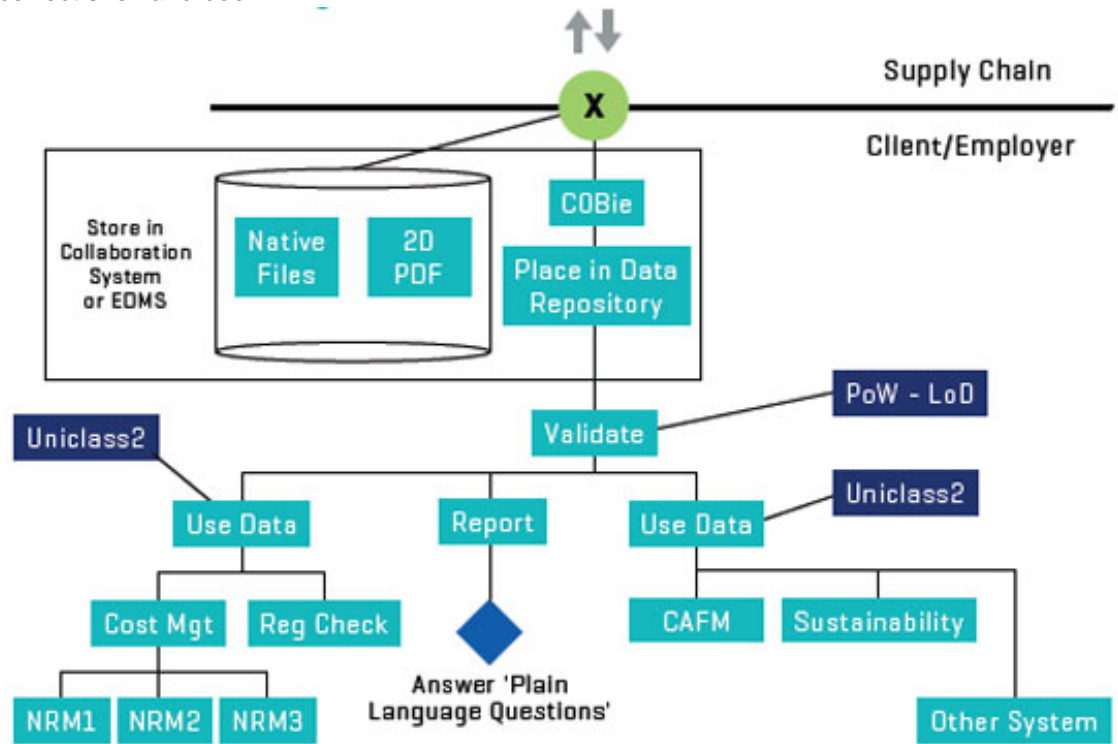 X
Supply Chain
Client/Employer
Store in
Collaboration
System
or EDMS
Native
Files
2D
PDF
COBie
Place in Data
Repository
PoW - LoD
Validate
Uniclass2
Uniclass2
Use Data
Report
Use Data
Cost Mgt
Reg Check
CAFM
Sustainability
Answer 'Plain
Language Questions'
NRM1
NRM2
NRM3
Other System